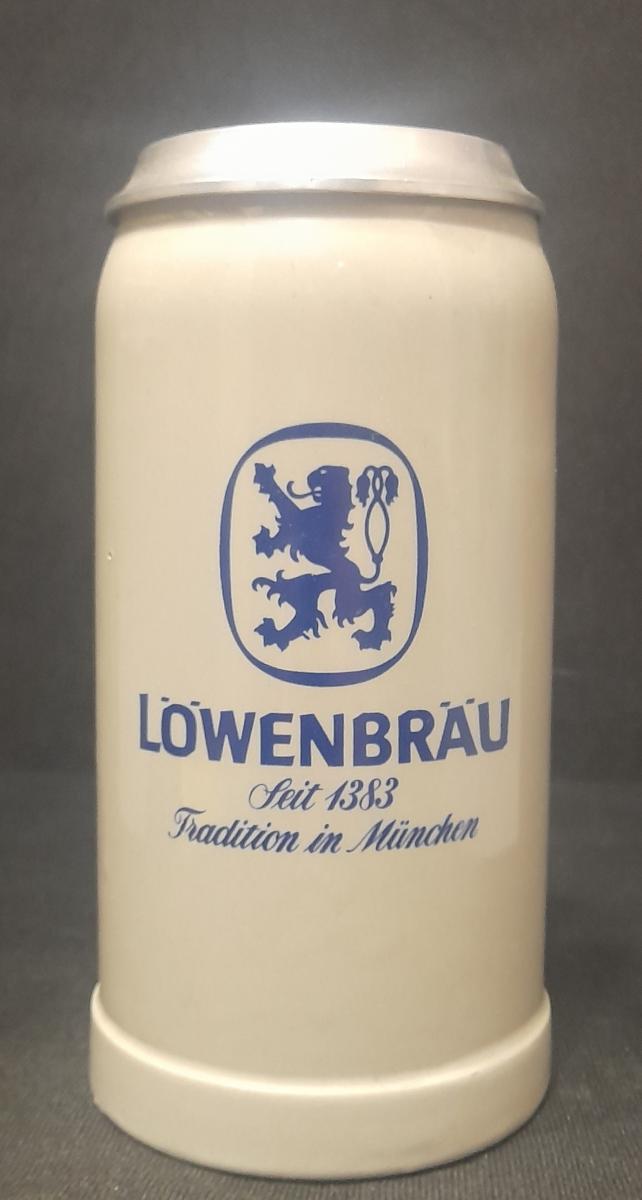 LÖWENBRÄU
Seit 1383
Tradition in München